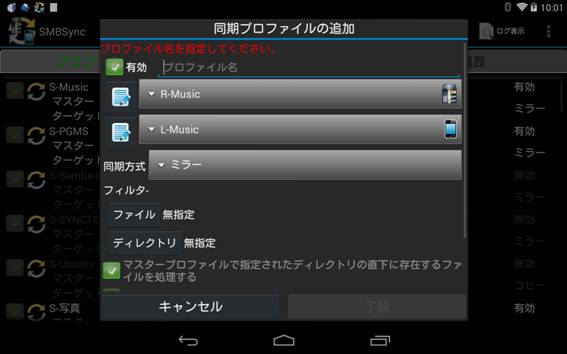 10:01
SMBSync
ログ表示
同期プロファイルの追加
プロファイル名を指定してください。
有効
プロファイル名
R-Music
L-Music
同期方式
ミラー
フィルタ-
ファイル 無指定
ディレクトリ 無指定
マスタープロファイルで指定されたディレクトリの直下に存在するファ
イルを処理する
キャンセル
了解
履歴
S-Music
マスター
ターゲット
有効
ミラー
S-PGMS
マスター
ターゲット
有効
ミラー
S-Samba-
マスター
ターゲット
無効
ミラー
S-SYNCTE
マスター
ターゲット
無効
ミラー
S-Ubuntu
マスター
ターゲット
無効
コピー
S-写真
マスター
有効